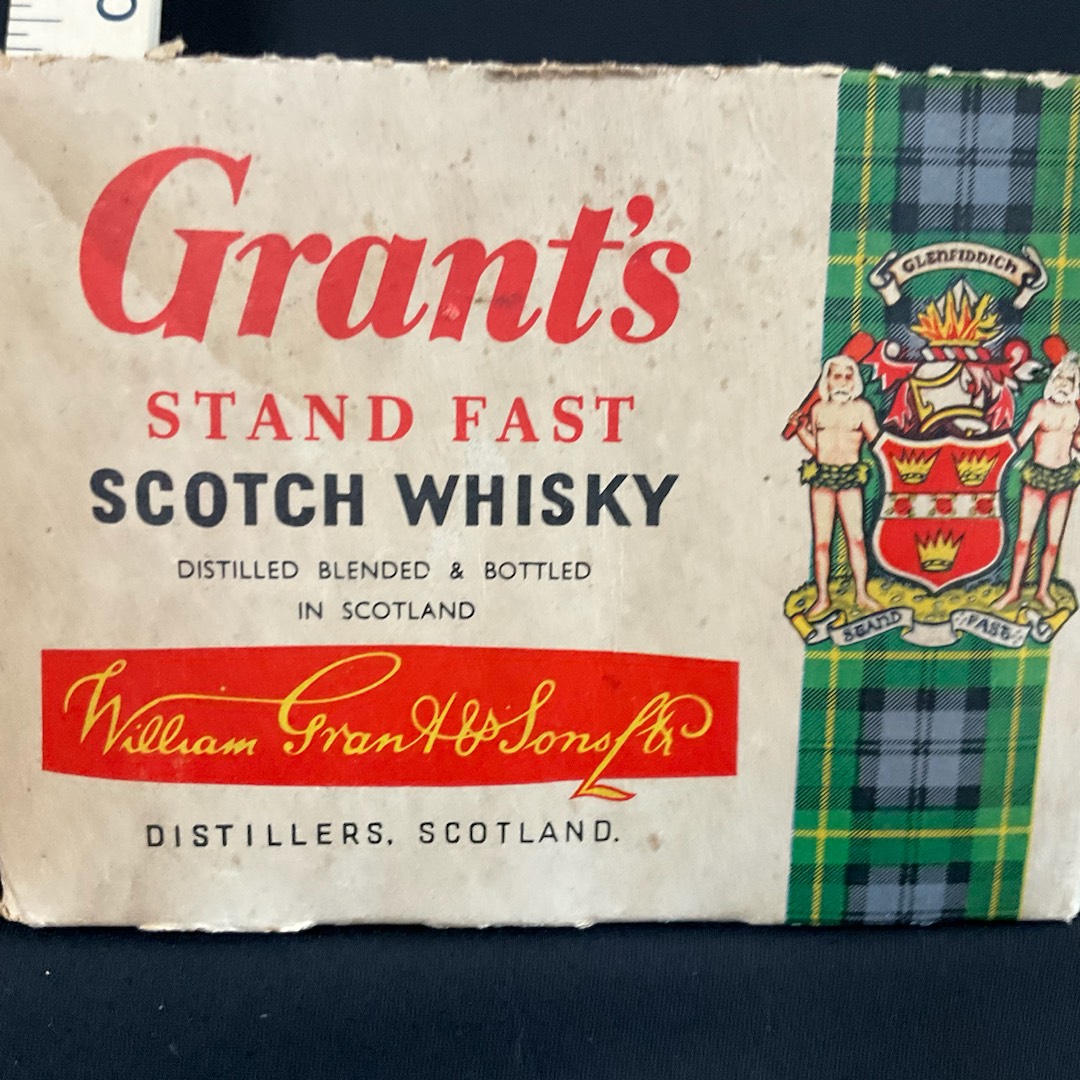 Grant's
STAND FAST
SCOTCH WHISKY
DISTILLED BLENDED & BOTTLED
IN SCOTLAND
William Grant & Sons Ltd
DISTILLERS, SCOTLAND.
GLENFIDDICH
STAND FAST
0